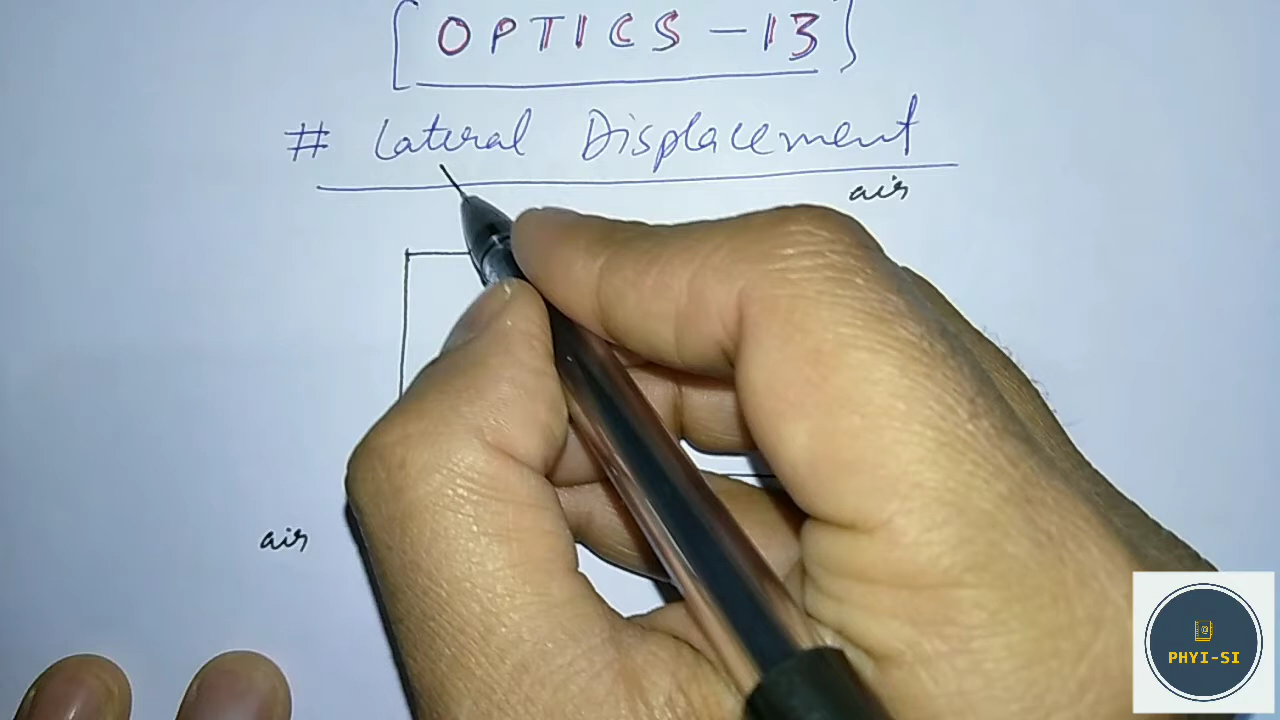 [OPTICS-13]
# Lateral Displacement
air
air
PHYI-SI